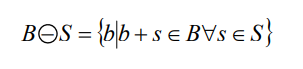 B⊖S = {b|b + s ∈ B∀s ∈ S}